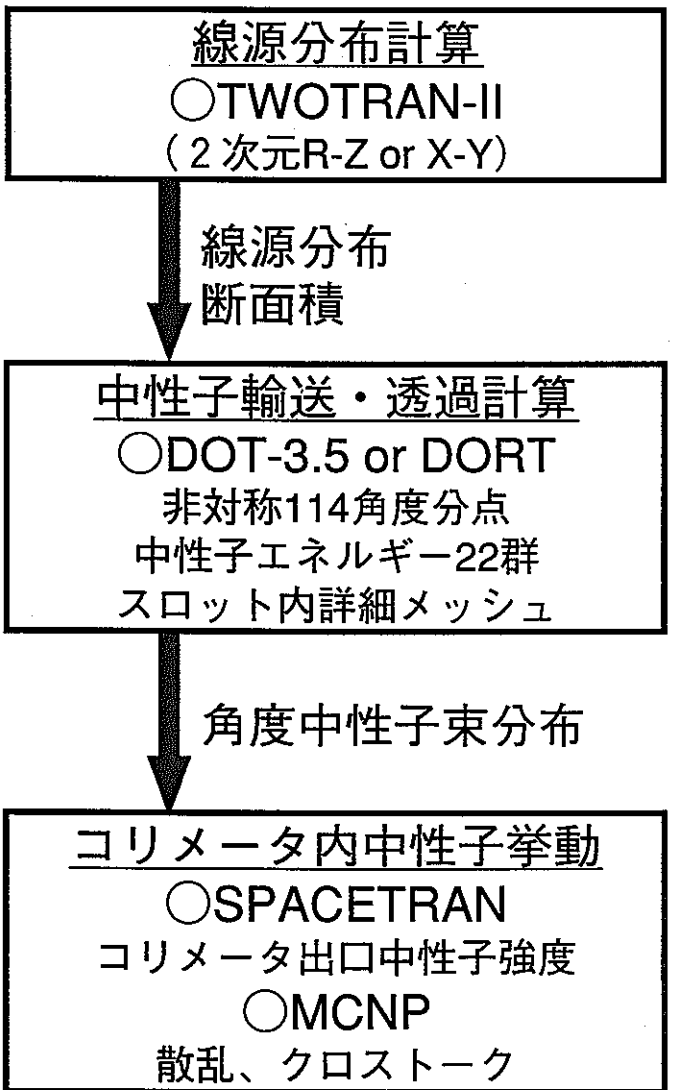 線源分布計算
○TWOTRAN-II
(2次元R-Z or X-Y)
線源分布
断面積
中性子輸送・透過計算
○DOT-3.5 or DORT
非対称114角度分点
中性子エネルギー22群
スロット内詳細メッシュ
角度中性子束分布
コリメータ内中性子挙動
○SPACETRAN
コリメータ出口中性子強度
○MCNP
散乱、クロストーク